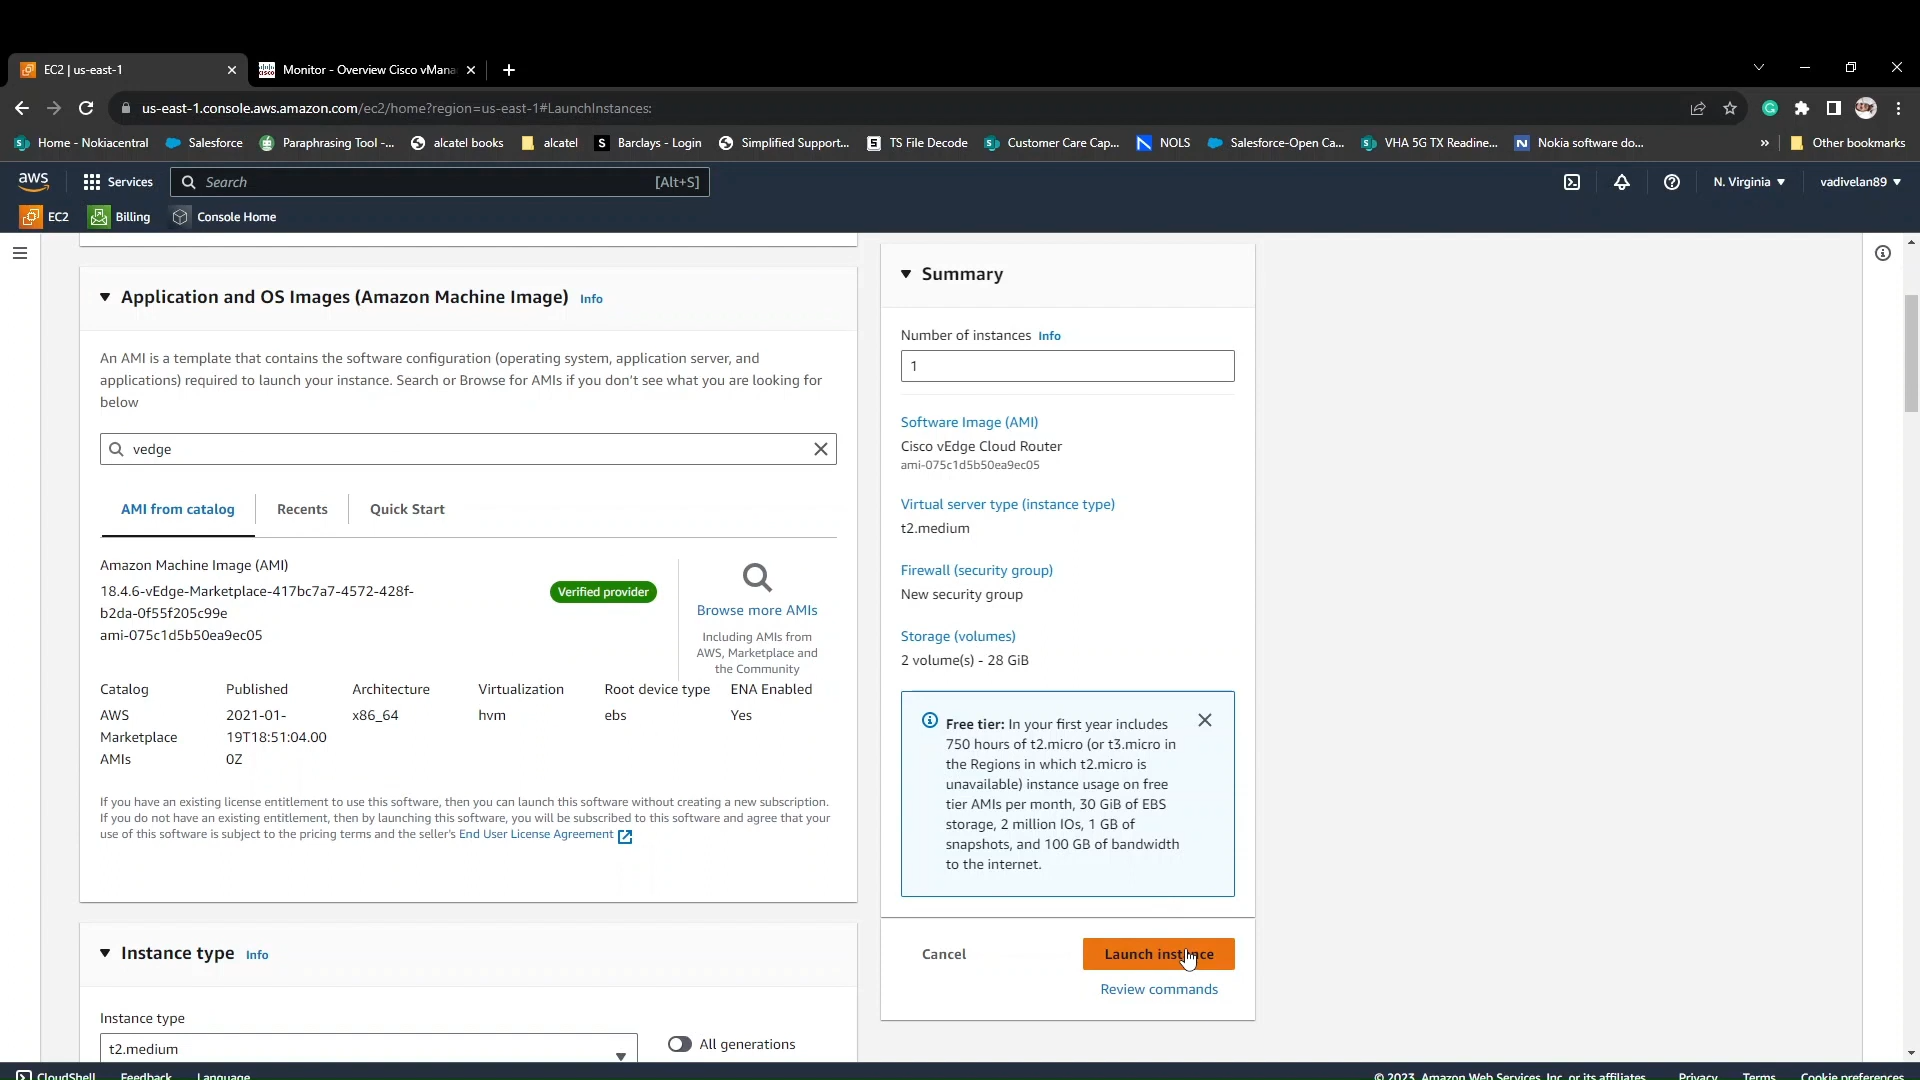 EC2 | us-east-1
Monitor - Overview Cisco vMana
us-east-1.console.aws.amazon.com/ec2/home?region=us-east-1#LaunchInstances:
Home - Nokiacentral
Salesforce
Paraphrasing Tool -...
alcatel books
alcatel
Barclays - Login
Simplified Support...
TS File Decode
Customer Care Cap...
NOLS
Salesforce-Open Ca...
VHA 5G TX Readine...
Nokia software do...
»
Other bookmarks
aws
Services
Search
[Alt+S]
N. Virginia
vadivelan89
EC2
Billing
Console Home
Application and OS Images (Amazon Machine Image) Info
An AMI is a template that contains the software configuration (operating system, application server, and
applications) required to launch your instance. Search or Browse for AMIs if you don't see what you are looking for
below
vedge
AMI from catalog
Recents
Quick Start
Amazon Machine Image (AMI)
18.4.6-vEdge-Marketplace-417bc7a7-4572-428f-
b2da-0f55f205c99e
ami-075c1d5b50ea9ec05
Verified provider
Browse more AMIs
Including AMIs from
AWS, Marketplace and
the Community
Catalog
AWS
Marketplace
AMIs
Published
2021-01-
19T18:51:04.00
0Z
Architecture
x86_64
Virtualization
hvm
Root device type
ebs
ENA Enabled
Yes
If you have an existing license entitlement to use this software, then you can launch this software without creating a new subscription.
If you do not have an existing entitlement, then by launching this software, you will be subscribed to this software and agree that your
use of this software is subject to the pricing terms and the seller's End User License Agreement
Instance type Info
Instance type
t2.medium
All generations
Summary
Number of instances Info
1
Software Image (AMI)
Cisco vEdge Cloud Router
ami-075c1d5b50ea9ec05
Virtual server type (instance type)
t2.medium
Firewall (security group)
New security group
Storage (volumes)
2 volume(s) - 28 GiB
Free tier: In your first year includes
750 hours of t2.micro (or t3.micro in
the Regions in which t2.micro is
unavailable) instance usage on free
tier AMIs per month, 30 GiB of EBS
storage, 2 million IOs, 1 GB of
snapshots, and 100 GB of bandwidth
to the internet.
Cancel
Launch instance
Review commands
CloudShell
Feedback
Language
© 2023, Amazon Web Services, Inc. or its affiliates.
Privacy
Terms
Cookie preferences